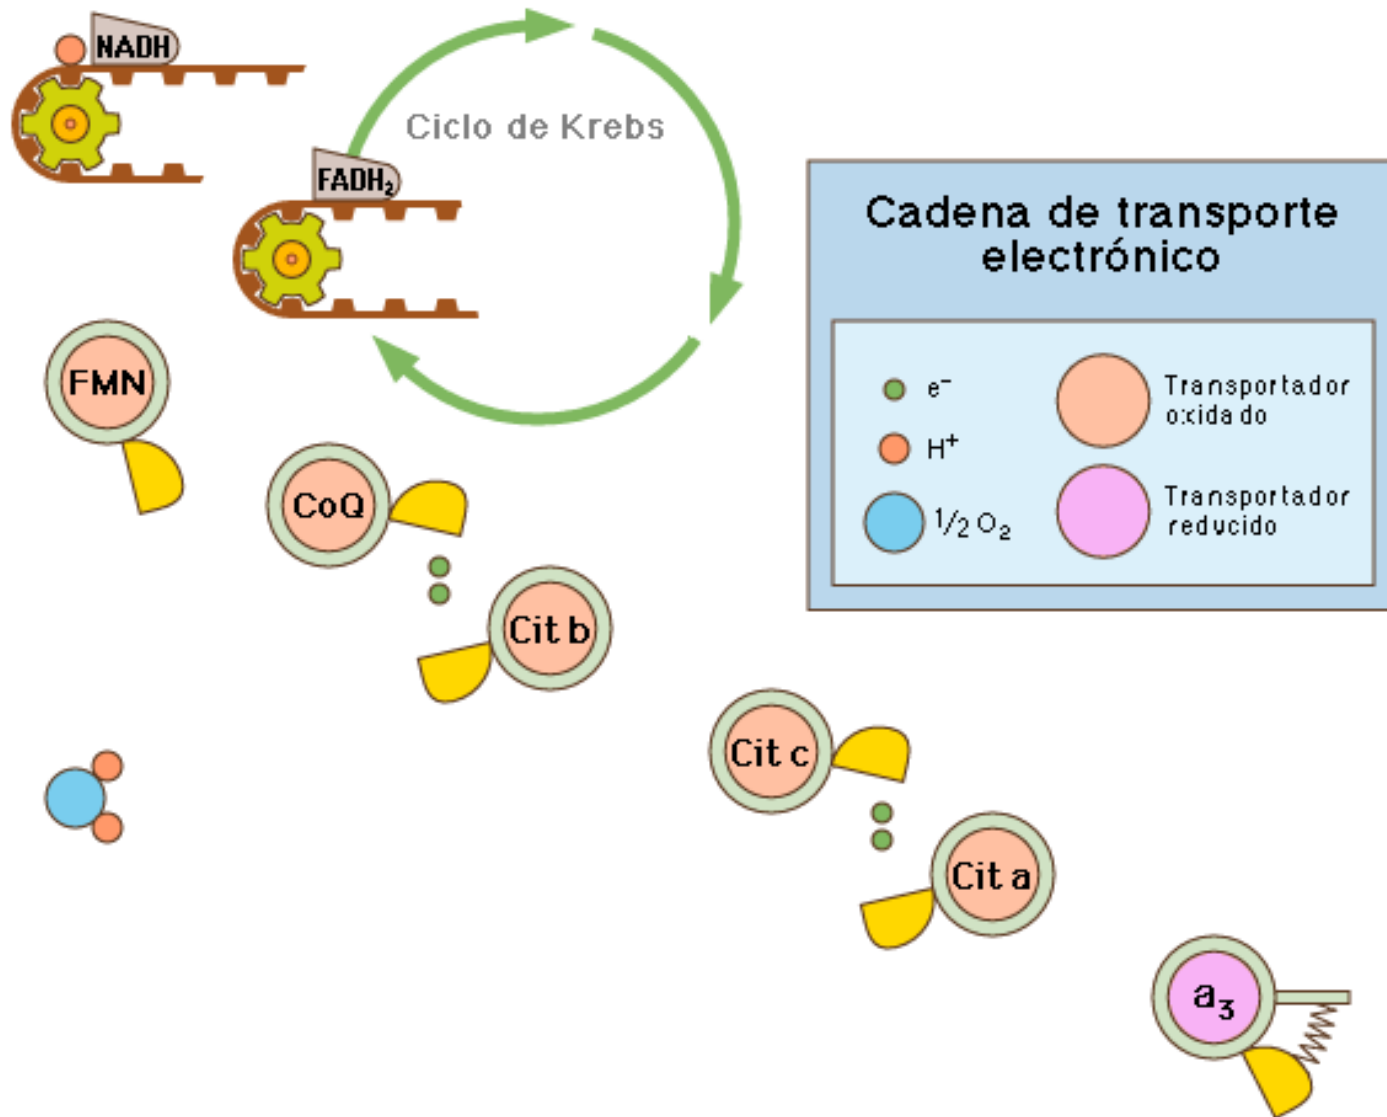 NADH
Ciclo de Krebs
FADH₂
Cadena de transporte
electrónico
FMN
e⁻
Transportador
oxidado
H⁺
CoQ
Transportador
reducido
1/2 O₂
Cit b
Cit c
Cit a
a₃